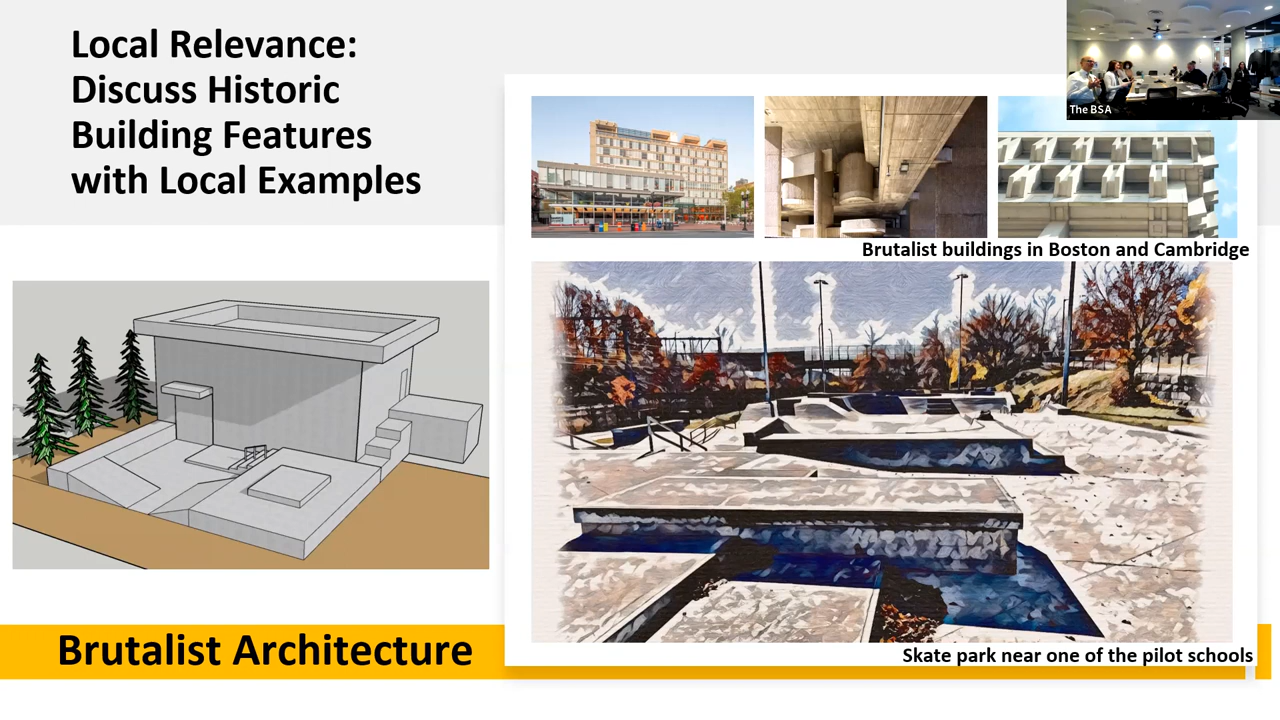 Local Relevance:
Discuss Historic
Building Features
with Local Examples
The BSA
Brutalist buildings in Boston and Cambridge
Brutalist Architecture
Skate park near one of the pilot schools